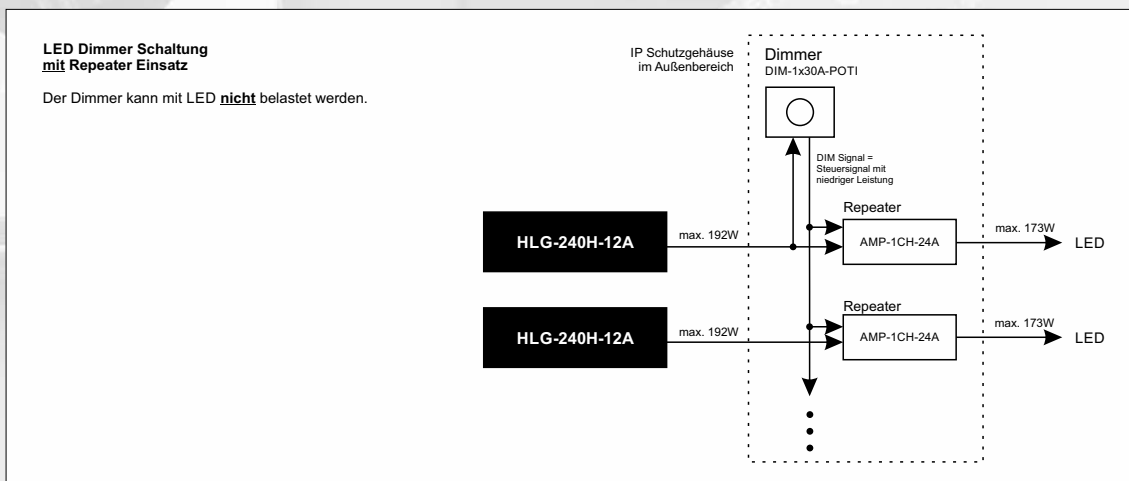 LED Dimmer Schaltung
mit Repeater Einsatz
Der Dimmer kann mit LED nicht belastet werden.
IP Schutzgehäuse
im Außenbereich
Dimmer
DIM-1x30A-POTI
DIM Signal =
Steuersignal mit
niedriger Leistung
Repeater
HLG-240H-12A
max. 192W
AMP-1CH-24A
max. 173W
LED
Repeater
HLG-240H-12A
max. 192W
AMP-1CH-24A
max. 173W
LED